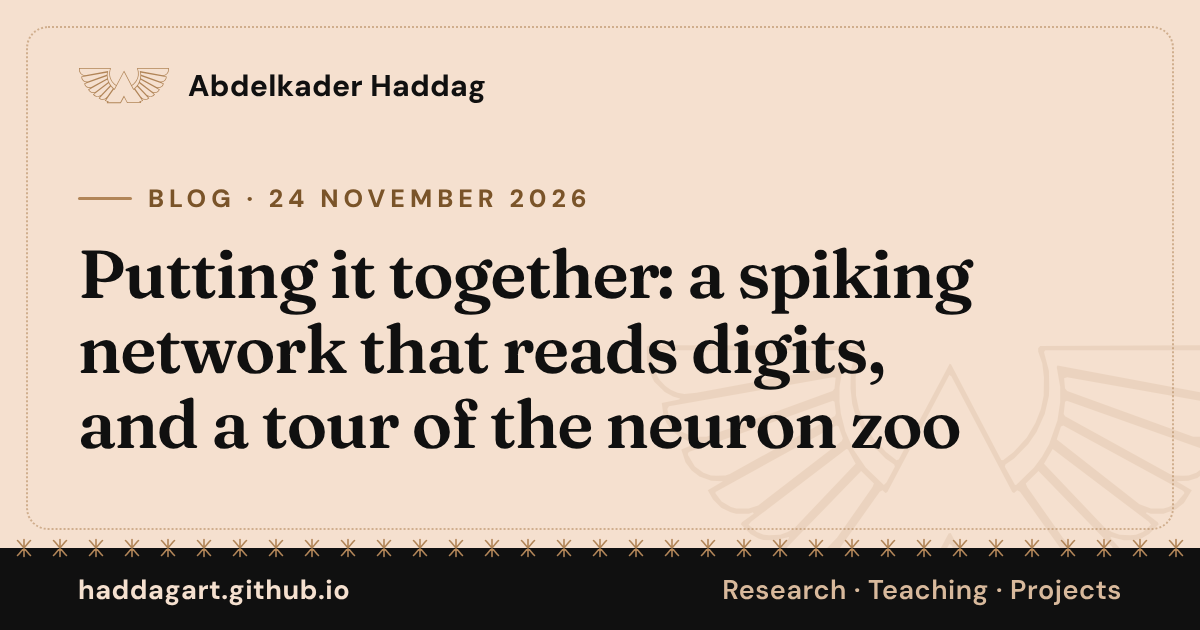 Abdelkader Haddag
BLOG · 24 NOVEMBER 2026
Putting it together: a spiking
network that reads digits,
and a tour of the neuron zoo
haddagart.github.io
Research · Teaching · Projects